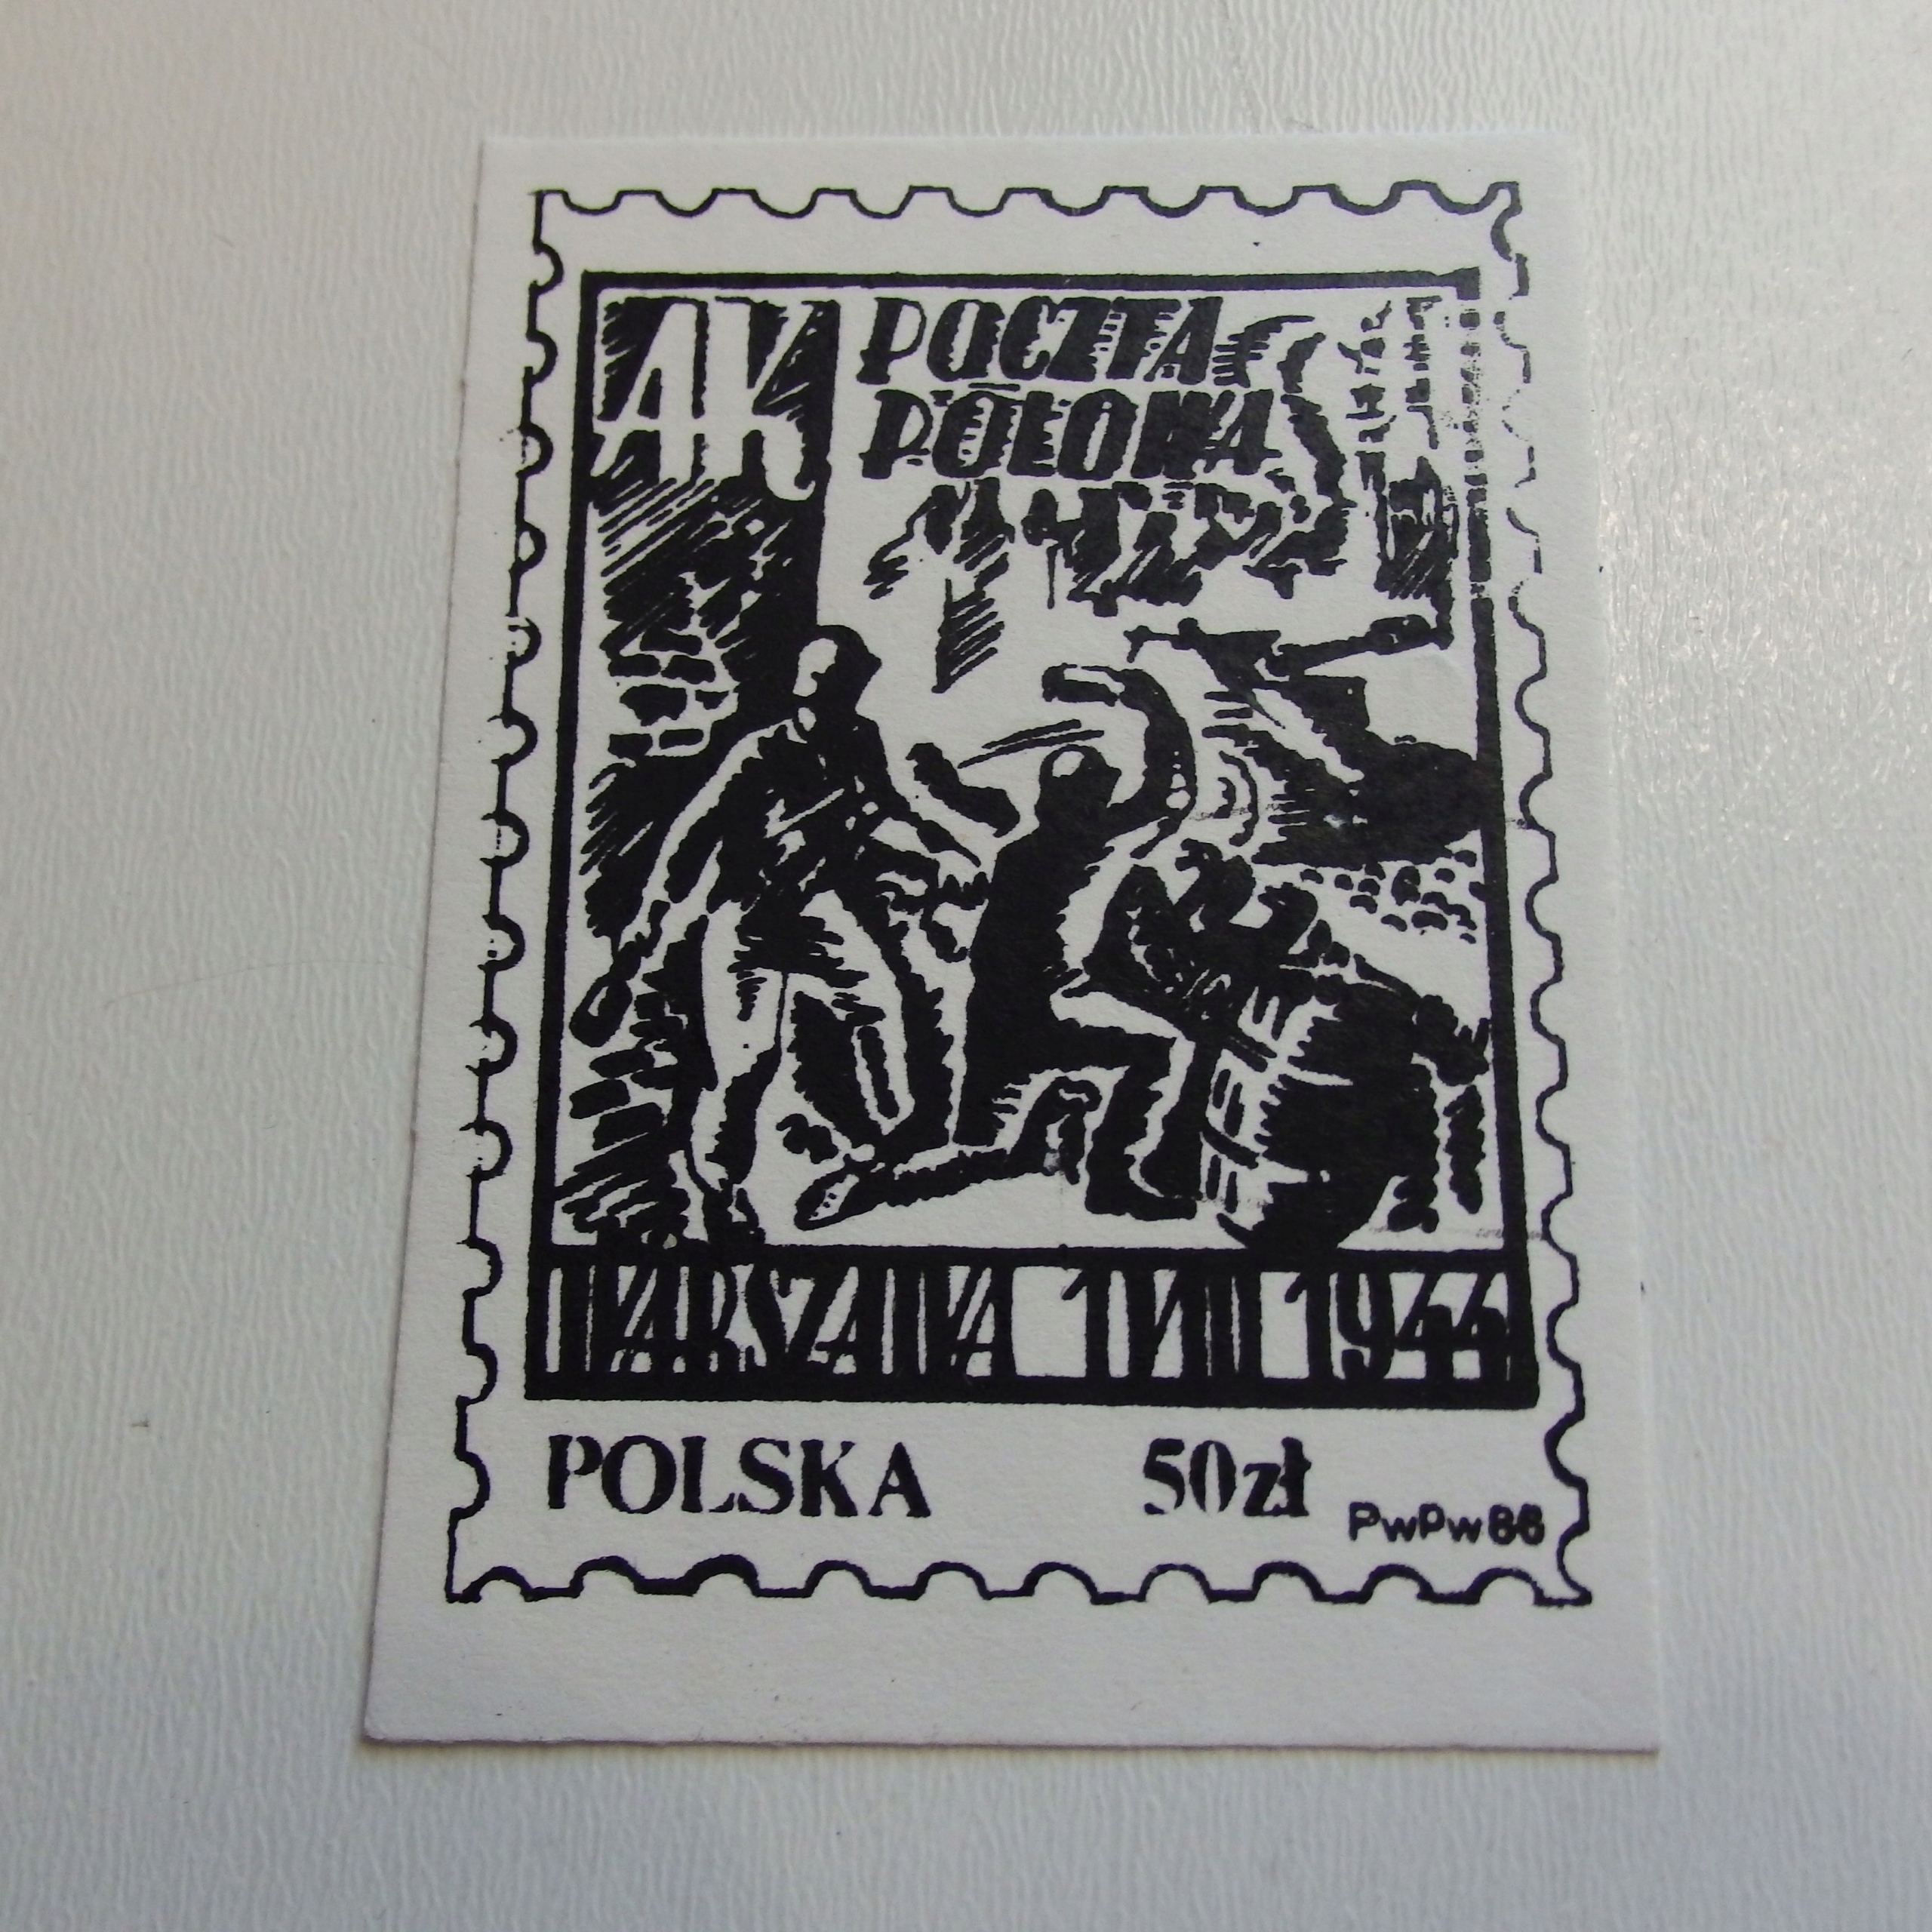 AK POCZTA
POLOWA
WARSZAWA 1 VIII 1944
POLSKA 50zł PwPw86